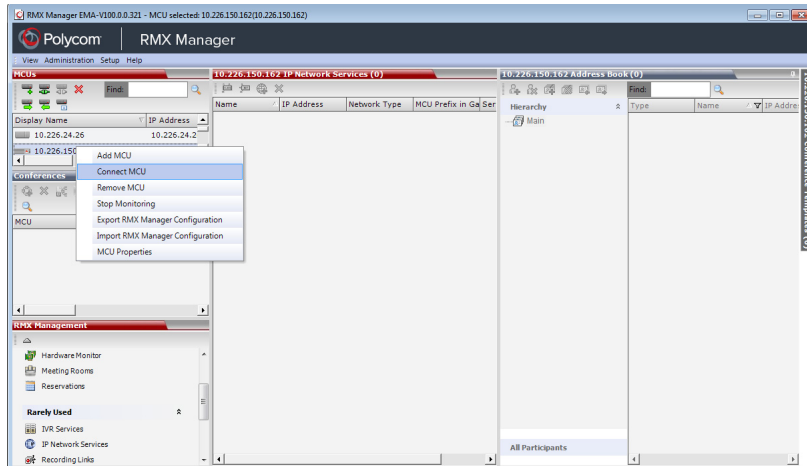 RMX Manager EMA-V100.0.0.321 - MCU selected: 10.226.150.162(10.226.150.162)
Polycom RMX Manager
View Administration Setup Help
MCUs
Find:
Display Name IP Address
10.226.24.26 10.226.24.2
10.226.150
Add MCU
Connect MCU
Remove MCU
Stop Monitoring
Export RMX Manager Configuration
Import RMX Manager Configuration
MCU Properties
Conferences
MCU
RMX Management
Hardware Monitor
Meeting Rooms
Reservations
Rarely Used
IVR Services
IP Network Services
Recording Links
10.226.150.162 IP Network Services (0)
Name IP Address Network Type MCU Prefix in Ga Ser
10.226.150.162 Address Book (0)
Find:
Hierarchy
Main
Type Name IP Addre
All Participants